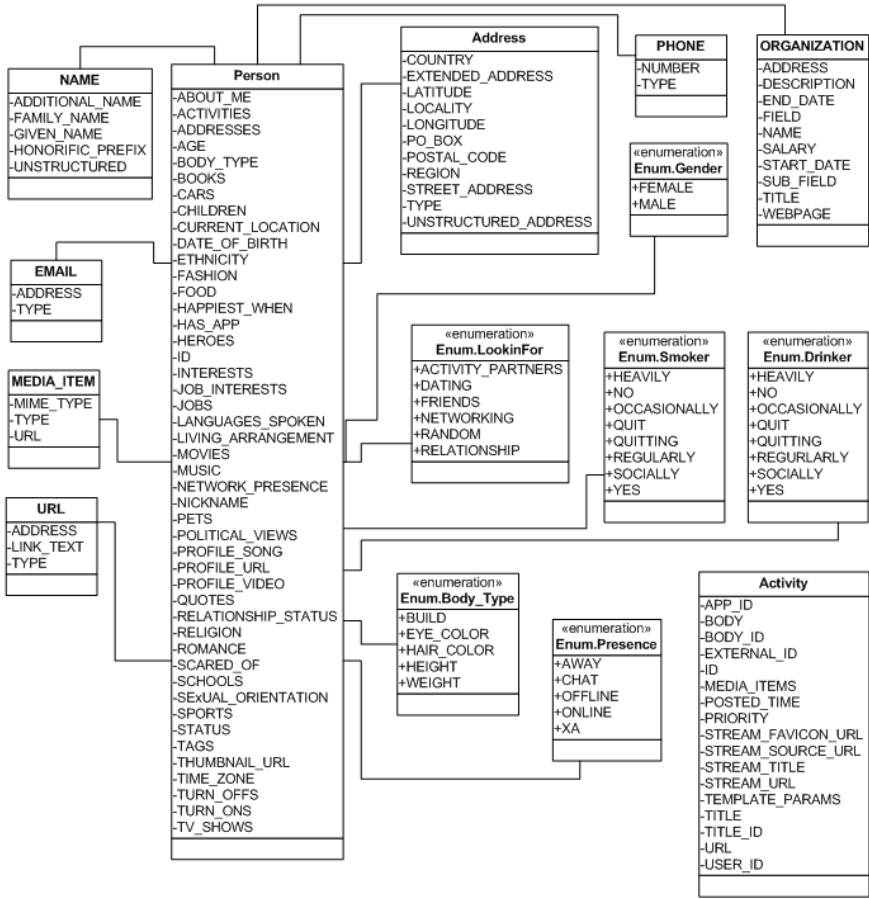 NAME
-ADDITIONAL_NAME
-FAMILY_NAME
-GIVEN_NAME
-HONORIFIC_PREFIX
-UNSTRUCTURED
EMAIL
-ADDRESS
-TYPE
MEDIA_ITEM
-MIME_TYPE
-TYPE
-URL
URL
-ADDRESS
-LINK_TEXT
-TYPE
Person
-ABOUT_ME
-ACTIVITIES
-ADDRESSES
-AGE
-BODY_TYPE
-BOOKS
-CARS
-CHILDREN
-CURRENT_LOCATION
-DATE_OF_BIRTH
-ETHNICITY
-FASHION
-FOOD
-HAPPIEST_WHEN
-HAS_APP
-HEROES
-ID
-INTERESTS
-JOB_INTERESTS
-JOBS
-LANGUAGES_SPOKEN
-LIVING_ARRANGEMENT
-MOVIES
-MUSIC
-NETWORK_PRESENCE
-NICKNAME
-PETS
-POLITICAL_VIEWS
-PROFILE_SONG
-PROFILE_URL
-PROFILE_VIDEO
-QUOTES
-RELATIONSHIP_STATUS
-RELIGION
-ROMANCE
-SCARED_OF
-SCHOOLS
-SExUAL_ORIENTATION
-SPORTS
-STATUS
-TAGS
-THUMBNAIL_URL
-TIME_ZONE
-TURN_OFFS
-TURN_ONS
-TV_SHOWS
Address
-COUNTRY
-EXTENDED_ADDRESS
-LATITUDE
-LOCALITY
-LONGITUDE
-PO_BOX
-POSTAL_CODE
-REGION
-STREET_ADDRESS
-TYPE
-UNSTRUCTURED_ADDRESS
PHONE
-NUMBER
-TYPE
ORGANIZATION
-ADDRESS
-DESCRIPTION
-END_DATE
-FIELD
-NAME
-SALARY
-START_DATE
-SUB_FIELD
-TITLE
-WEBPAGE
«enumeration»
Enum.Gender
+FEMALE
+MALE
«enumeration»
Enum.LookinFor
+ACTIVITY_PARTNERS
+DATING
+FRIENDS
+NETWORKING
+RANDOM
+RELATIONSHIP
«enumeration»
Enum.Smoker
+HEAVILY
+NO
+OCCASIONALLY
+QUIT
+QUITTING
+REGULARLY
+SOCIALLY
+YES
«enumeration»
Enum.Drinker
+HEAVILY
+NO
+OCCASIONALLY
+QUIT
+QUITTING
+REGURLARLY
+SOCIALLY
+YES
«enumeration»
Enum.Body_Type
+BUILD
+EYE_COLOR
+HAIR_COLOR
+HEIGHT
+WEIGHT
«enumeration»
Enum.Presence
+AWAY
+CHAT
+OFFLINE
+ONLINE
+XA
Activity
-APP_ID
-BODY
-BODY_ID
-EXTERNAL_ID
-ID
-MEDIA_ITEMS
-POSTED_TIME
-PRIORITY
-STREAM_FAVICON_URL
-STREAM_SOURCE_URL
-STREAM_TITLE
-STREAM_URL
-TEMPLATE_PARAMS
-TITLE
-TITLE_ID
-URL
-USER_ID